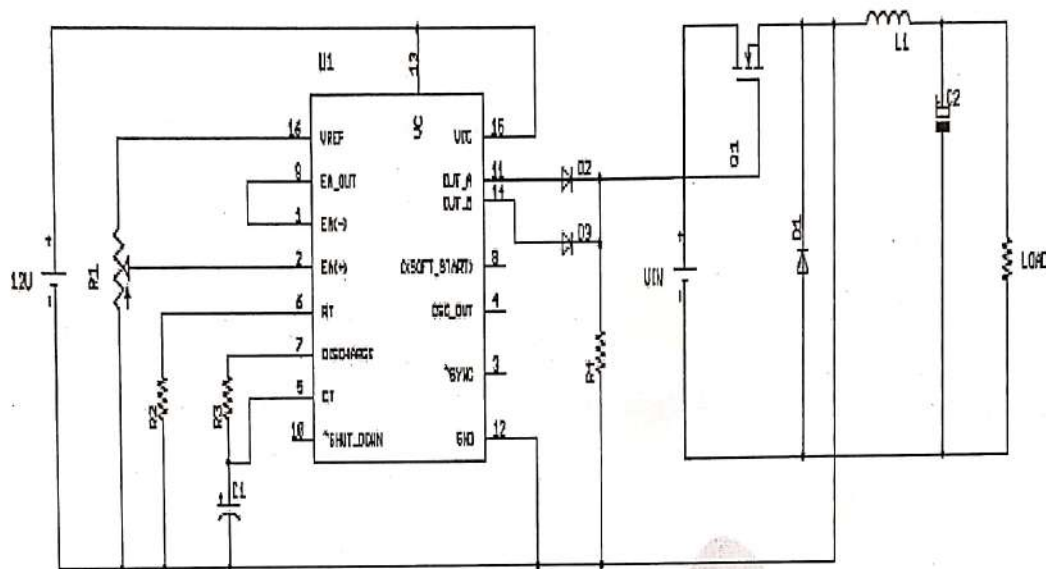 U1
13
L1
C2
16 VREF
VC
VCC 15
9 EA_OUT
OUT_A 11
D2
Q1
1 EA(-)
OUT_B 14
D3
D1
2 EA(+)
C(SOFT_START) 8
12V
R1
VIN
LOAD
6 RT
OSC_OUT 4
7 DISCHARGE
R4
*SYNC 3
R2
R3
5 CT
10 *SHUT_DOWN
GND 12
C1